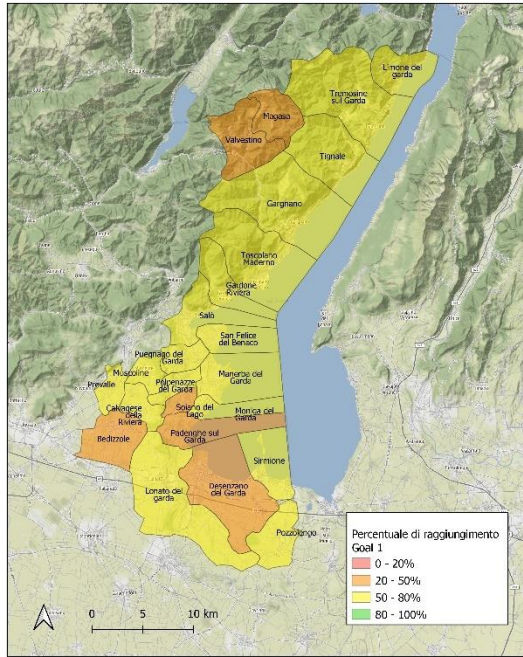 Limone del
garda
Tremosine
sul Garda
Magasa
Valvestino
Tignale
Gargnano
Toscolano
Maderno
Gardone
Riviera
Salò
San Felice
del Benaco
Puegnago del
Garda
Muscoline
Manerba del
Garda
Prevalle
Polpenazze
del Garda
Calvagese
della
Riviera
Soiano del
Lago
Moniga del
Garda
Bedizzole
Padenghe sul
Garda
Sirmione
Desenzano
del Garda
Lonato del
garda
Pozzolengo
Percentuale di raggiungimento
Goal 1
0 - 20%
20 - 50%
50 - 80%
80 - 100%
0 5 10 km